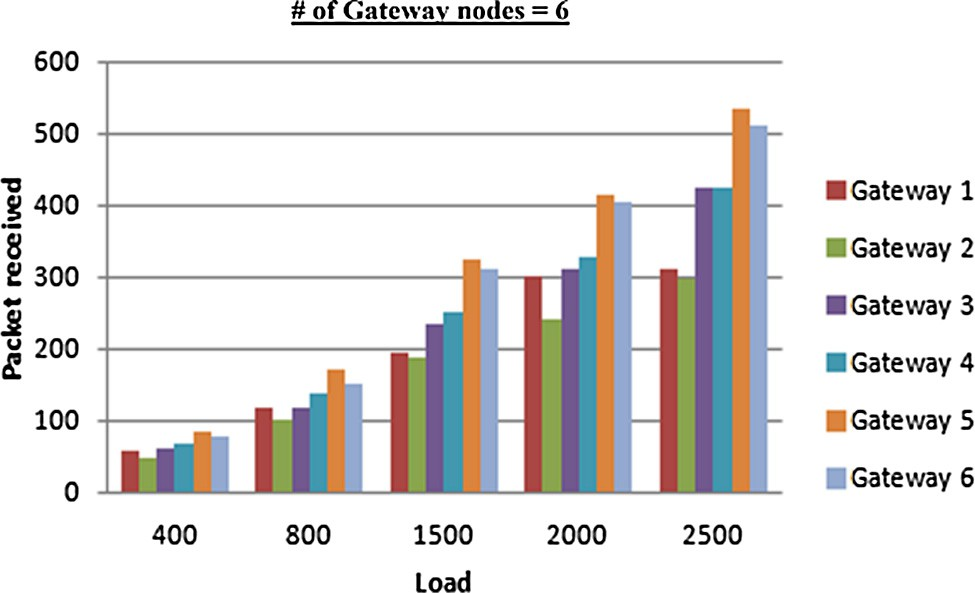 # of Gateway nodes = 6
600
500
400
300
200
100
0
Packet received
400 800 1500 2000 2500
Load
Gateway 1
Gateway 2
Gateway 3
Gateway 4
Gateway 5
Gateway 6